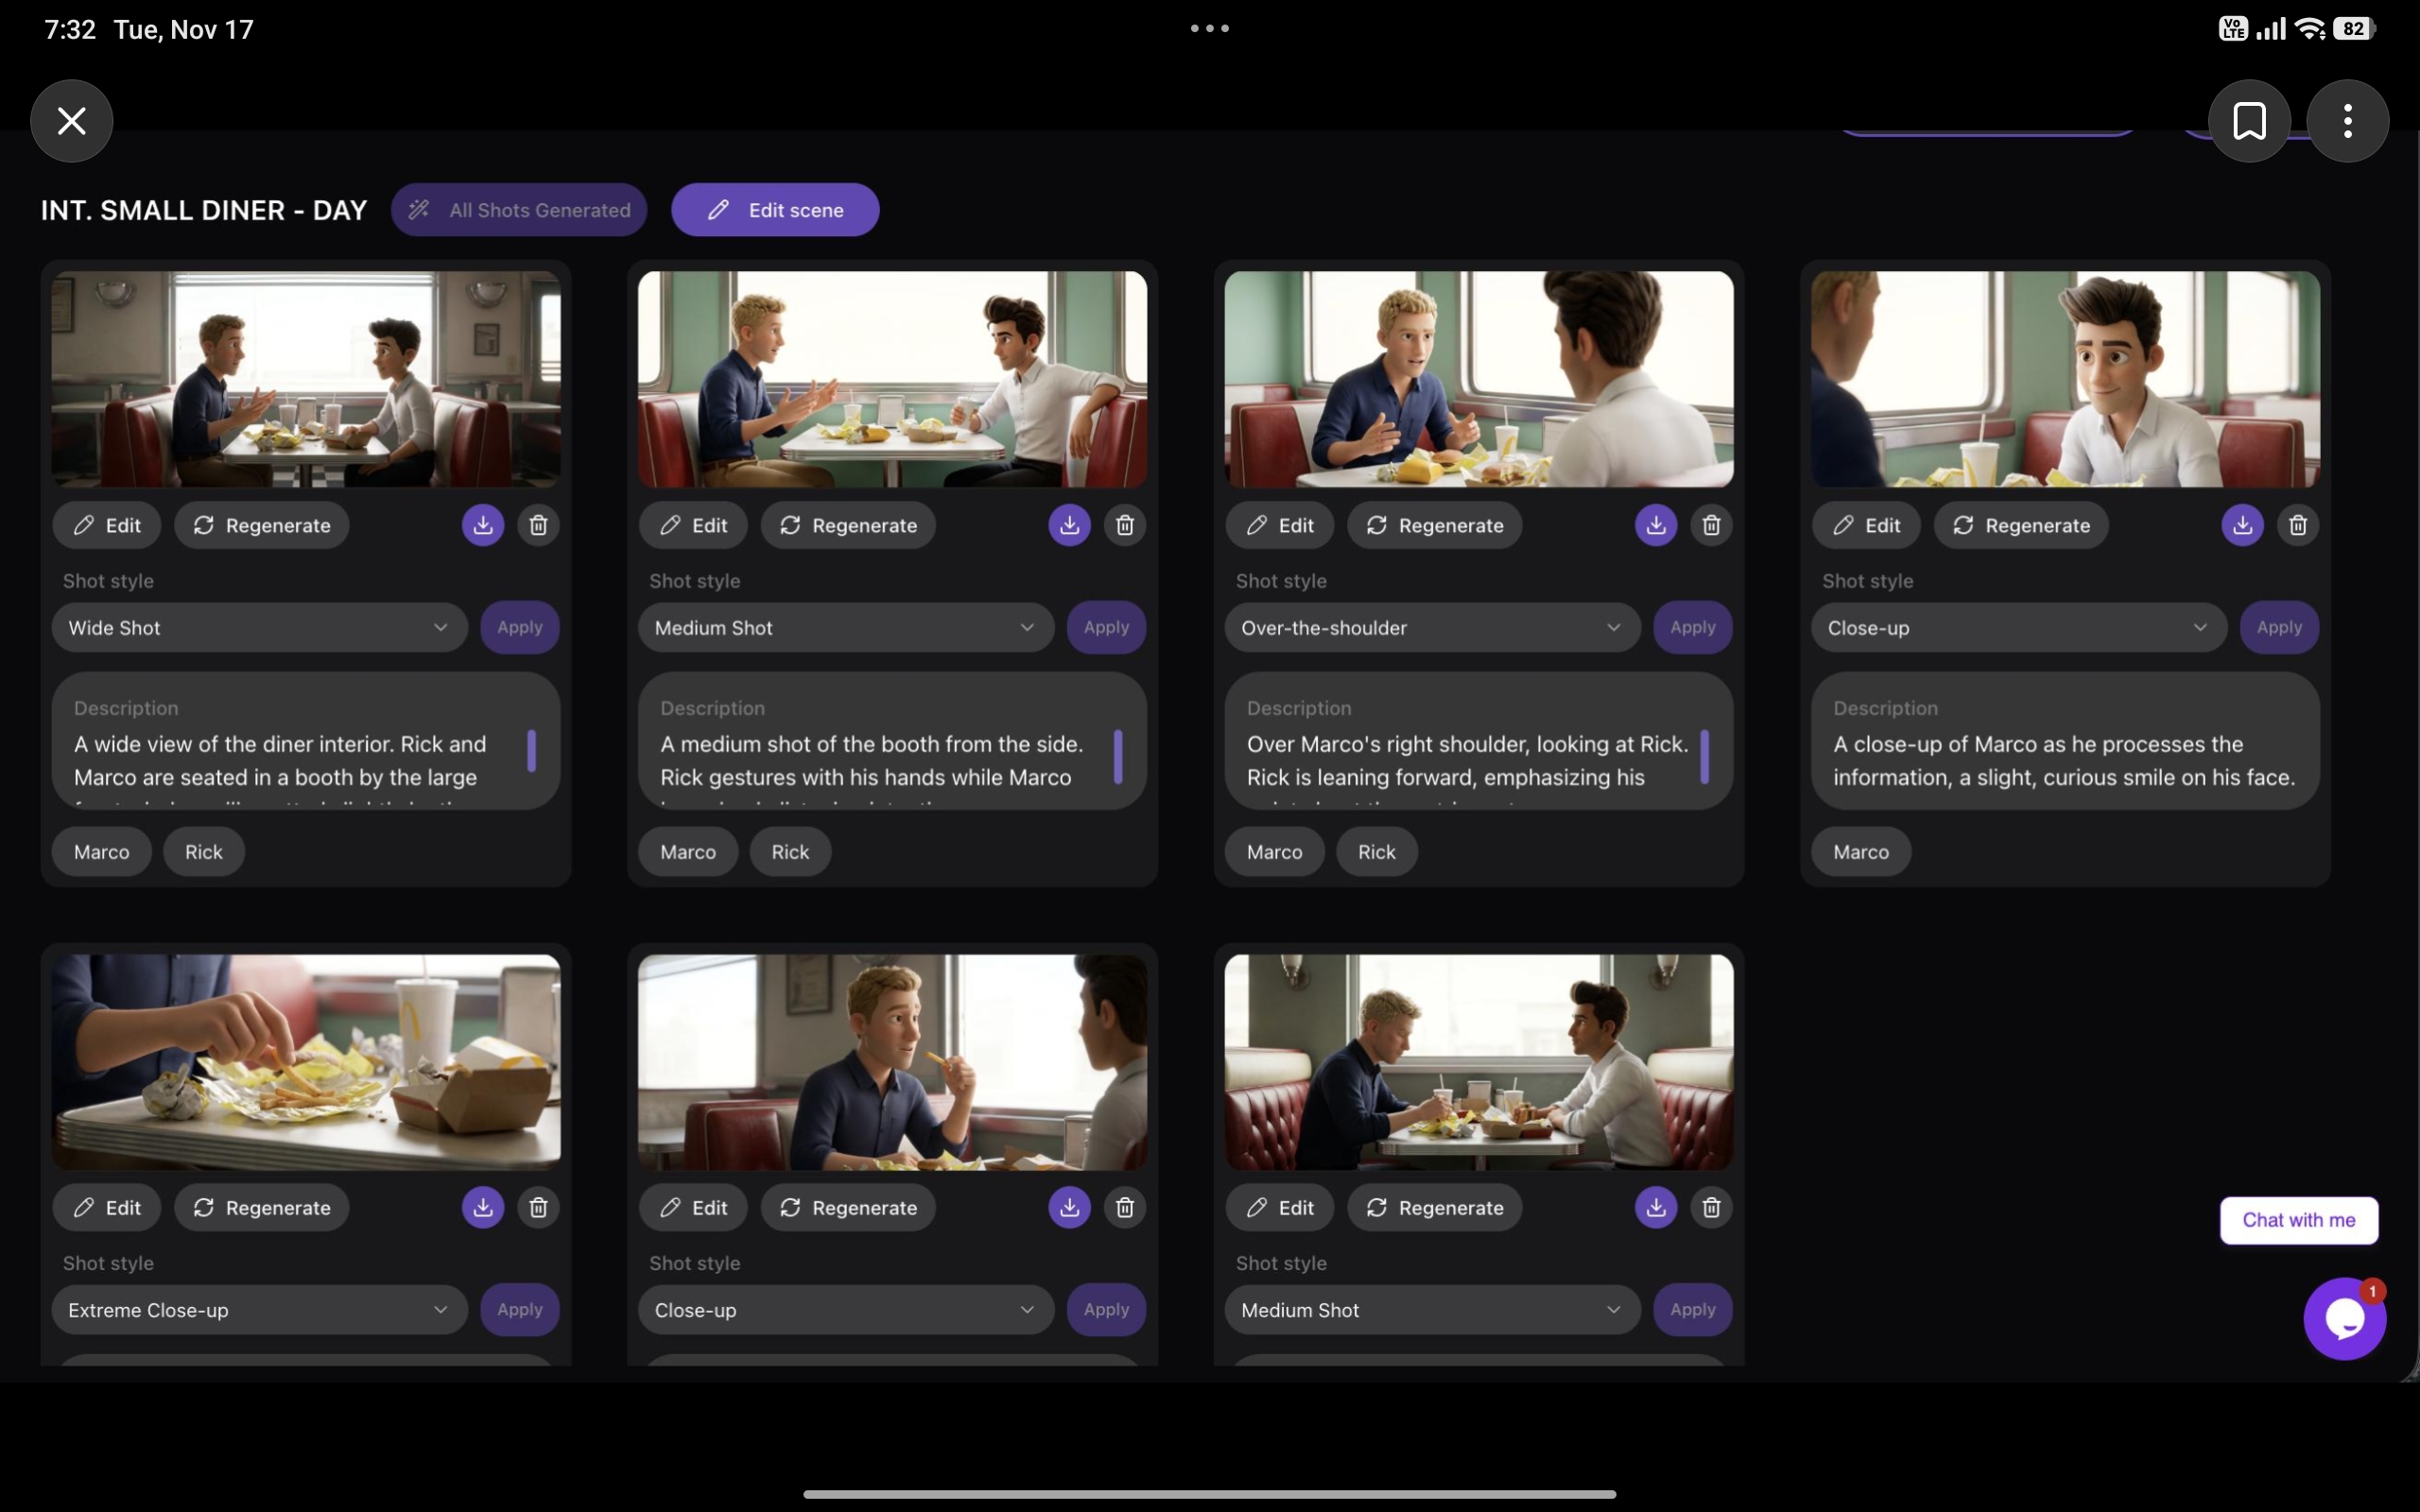 7:32 Tue, Nov 17
Vo
LTE
82
INT. SMALL DINER - DAY
All Shots Generated
Edit scene
Edit
Regenerate
Shot style
Wide Shot
Apply
Description
A wide view of the diner interior. Rick and
Marco are seated in a booth by the large
Marco
Rick
Edit
Regenerate
Shot style
Medium Shot
Apply
Description
A medium shot of the booth from the side.
Rick gestures with his hands while Marco
Marco
Rick
Edit
Regenerate
Shot style
Over-the-shoulder
Apply
Description
Over Marco's right shoulder, looking at Rick.
Rick is leaning forward, emphasizing his
Marco
Rick
Edit
Regenerate
Shot style
Close-up
Apply
Description
A close-up of Marco as he processes the
information, a slight, curious smile on his face.
Marco
Edit
Regenerate
Shot style
Extreme Close-up
Apply
Edit
Regenerate
Shot style
Close-up
Apply
Edit
Regenerate
Shot style
Medium Shot
Apply
Chat with me
1